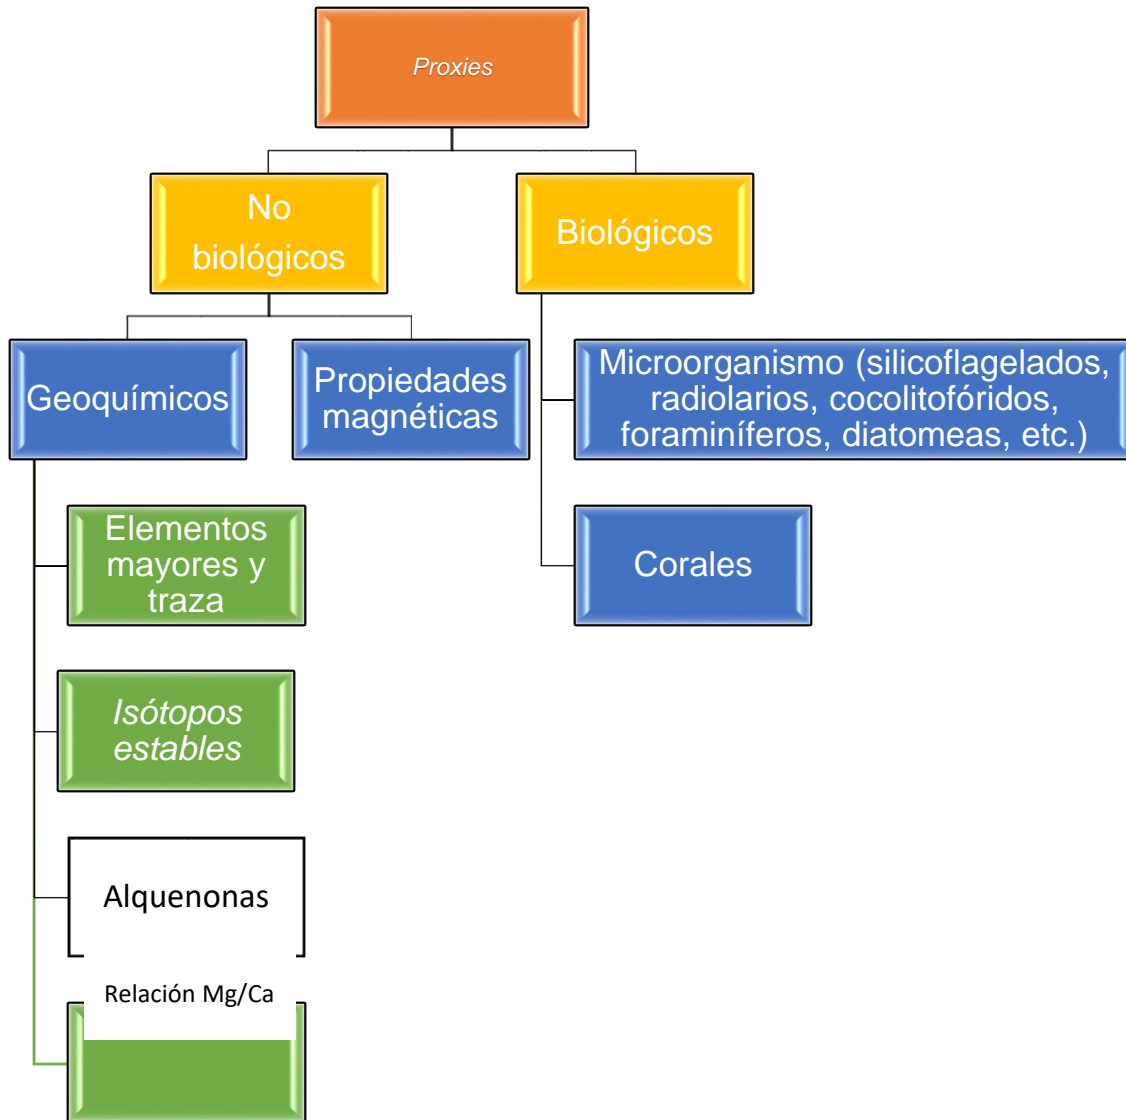 Proxies
No
biológicos
Biológicos
Geoquímicos
Propiedades
magnéticas
Microorganismo (silicoflagelados,
radiolarios, cocolitofóridos,
foraminíferos, diatomeas, etc.)
Elementos
mayores y
traza
Corales
Isótopos
estables
Alquenonas
Relación Mg/Ca